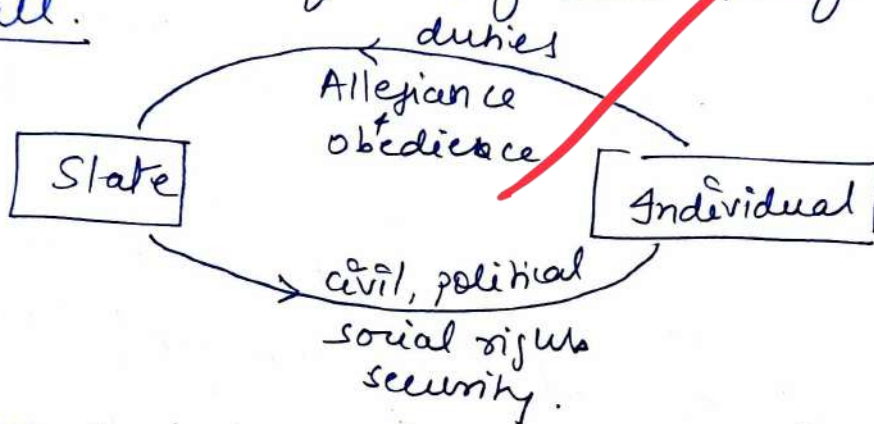 duties
Allegiance
+
obedience
State
Individual
civil, political
social rights
security.